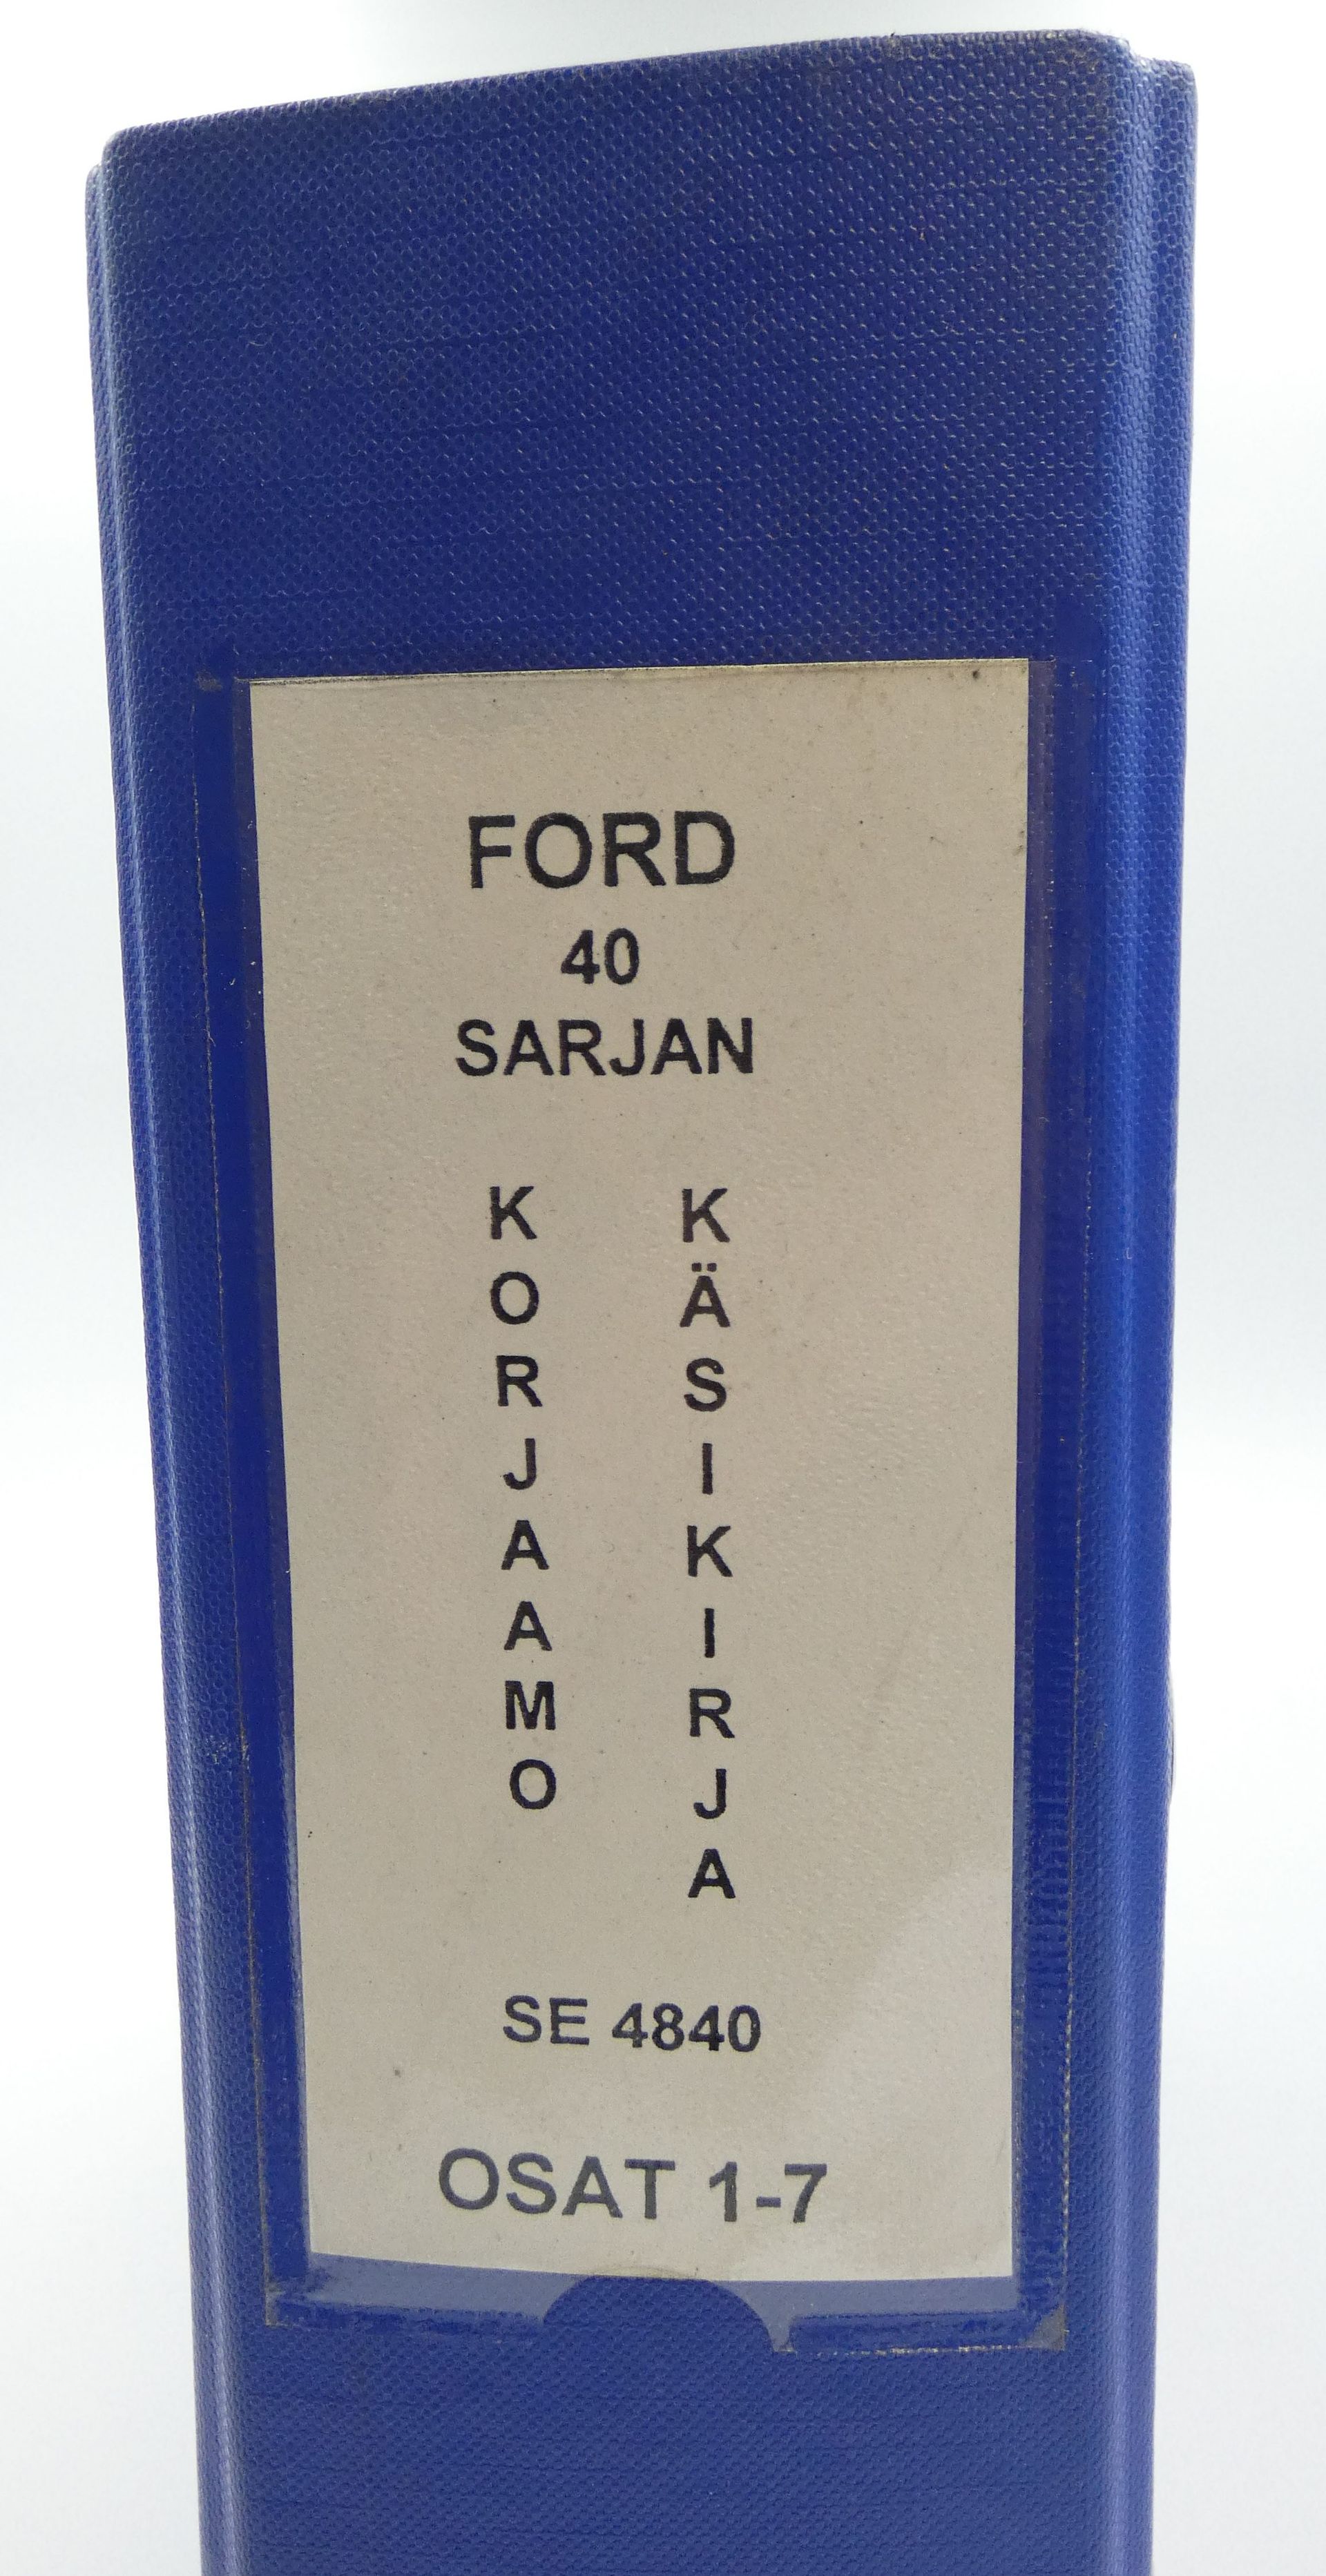 FORD
40
SARJAN
KORJAAMO
KÄSIKIRJA
SE 4840
OSAT 1-7